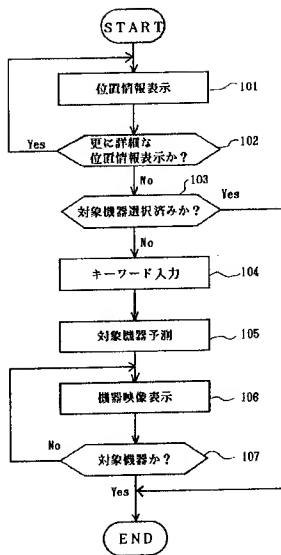 START
位置情報表示
101
更に詳細な
位置情報表示か?
102
Yes
No
103
対象機器選択済みか?
Yes
No
キーワード入力
104
対象機器予測
105
機器映像表示
106
No
対象機器か?
107
Yes
END